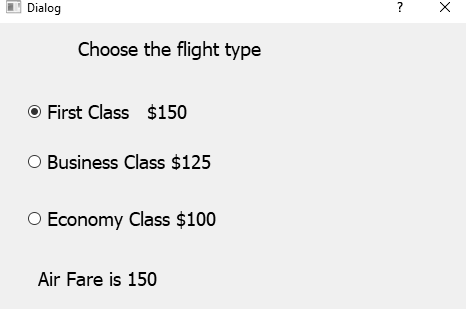 Dialog ?
Choose the flight type
First Class $150
Business Class $125
Economy Class $100
Air Fare is 150